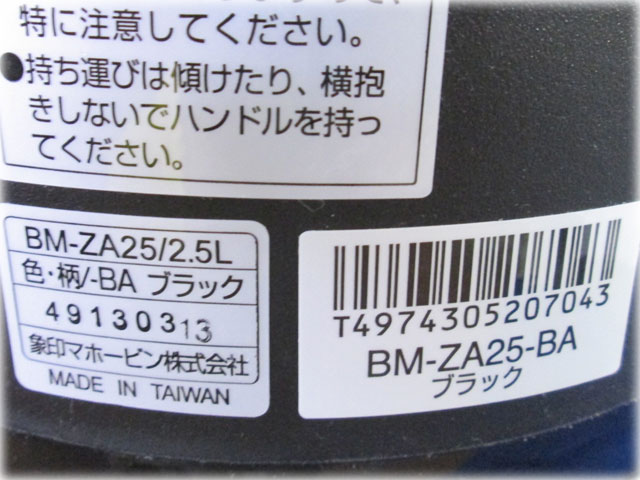 特に注意してください。
●持ち運びは傾けたり、横抱
きしないでハンドルを持っ
てください。
BM-ZA25/2.5L
色・柄/-BA ブラック
49130313
象印マホービン株式会社
MADE IN TAIWAN
T4974305207043
BM-ZA25-BA
ブラック